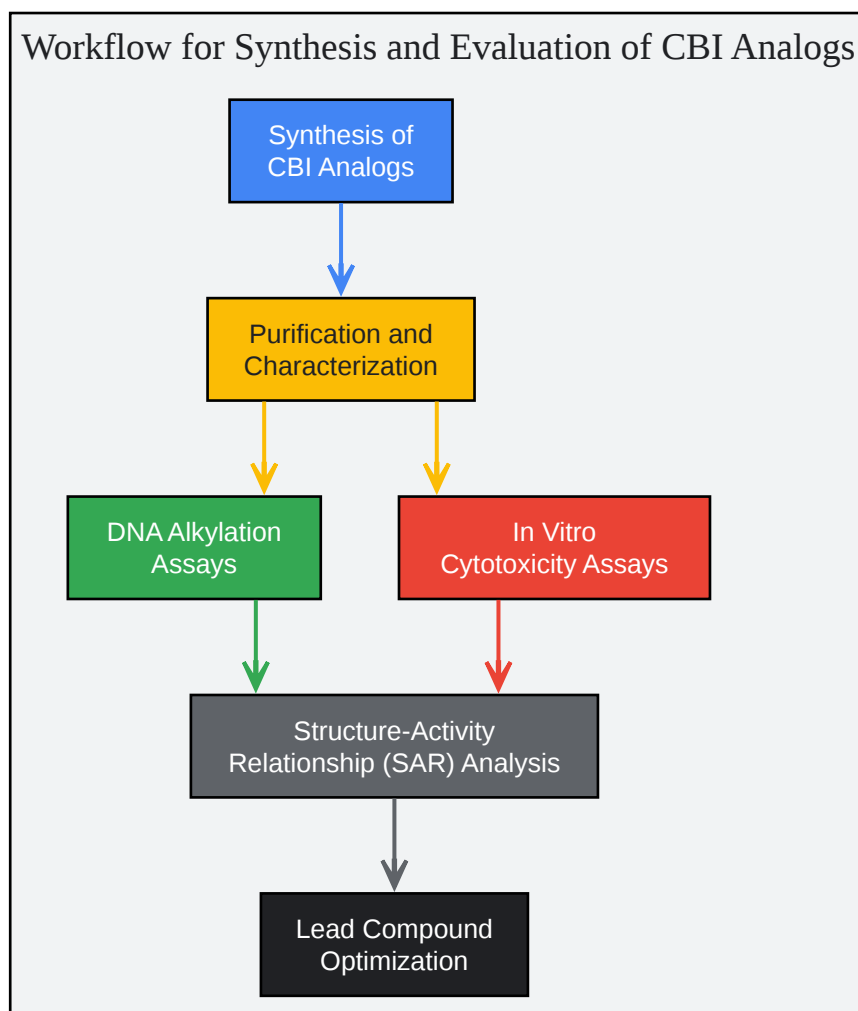 Workflow for Synthesis and Evaluation of CBI Analogs
Synthesis of
CBI Analogs
Purification and
Characterization
DNA Alkylation
Assays
In Vitro
Cytotoxicity Assays
Structure-Activity
Relationship (SAR) Analysis
Lead Compound
Optimization